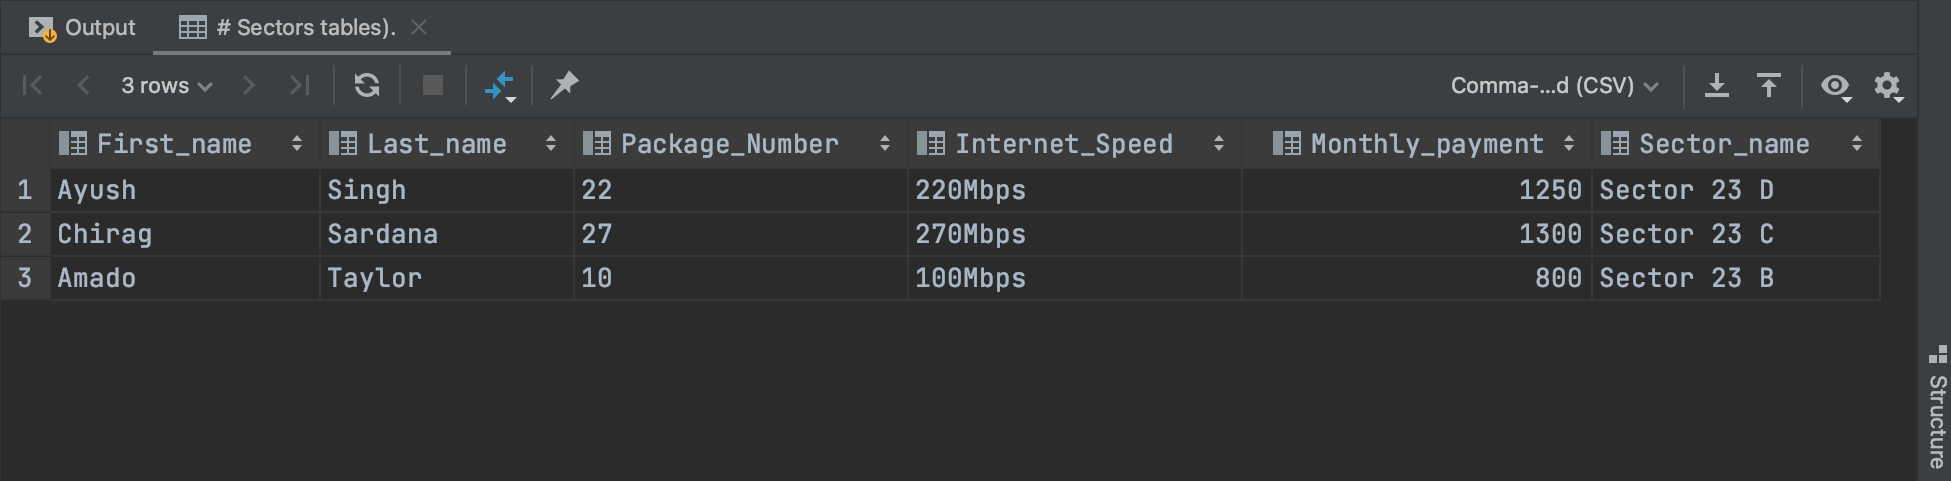 Output # Sectors tables).
3 rows Comma-...d (CSV)
First_name Last_name Package_Number Internet_Speed Monthly_payment Sector_name
1 Ayush Singh 22 220Mbps 1250 Sector 23 D
2 Chirag Sardana 27 270Mbps 1300 Sector 23 C
3 Amado Taylor 10 100Mbps 800 Sector 23 B
Structure